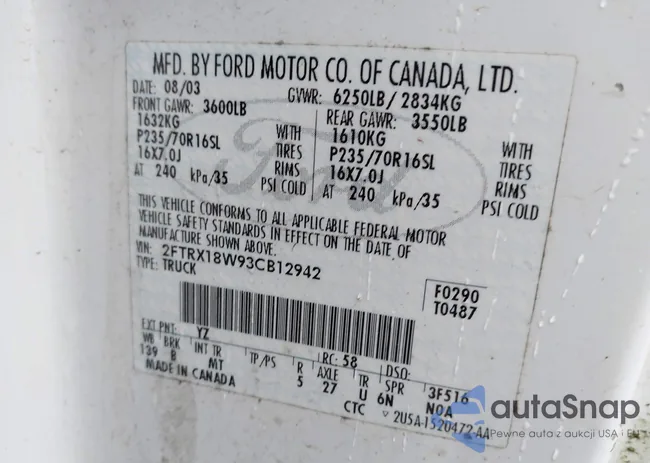 MFD. BY FORD MOTOR CO. OF CANADA, LTD.
DATE: 08/03 GVWR: 6250LB/ 2834KG
FRONT GAWR: 3600LB REAR GAWR: 3550LB
1632KG WITH 1610KG WITH
P235/70R16SL TIRES P235/70R16SL TIRES
16X7.0J RIMS 16X7.0J RIMS
AT 240 kPa/35 PSI COLD AT 240 kPa/35 PSI COLD
Ford
THIS VEHICLE CONFORMS TO ALL APPLICABLE FEDERAL MOTOR
VEHICLE SAFETY STANDARDS IN EFFECT ON THE DATE OF
MANUFACTURE SHOWN ABOVE.
VIN: 2FTRX18W93CB12942
TYPE: TRUCK
F0290
T0487
EXT PNT: YZ RC: 58 DSO:
WB BRK INT TR TP/PS R AXLE TR SPR 3F516
139 B MT 5 27 U 6N N0A
MADE IN CANADA CTC 2U5A-1520472-AA
autoSnap
Pewne auto z aukcji USA i EU